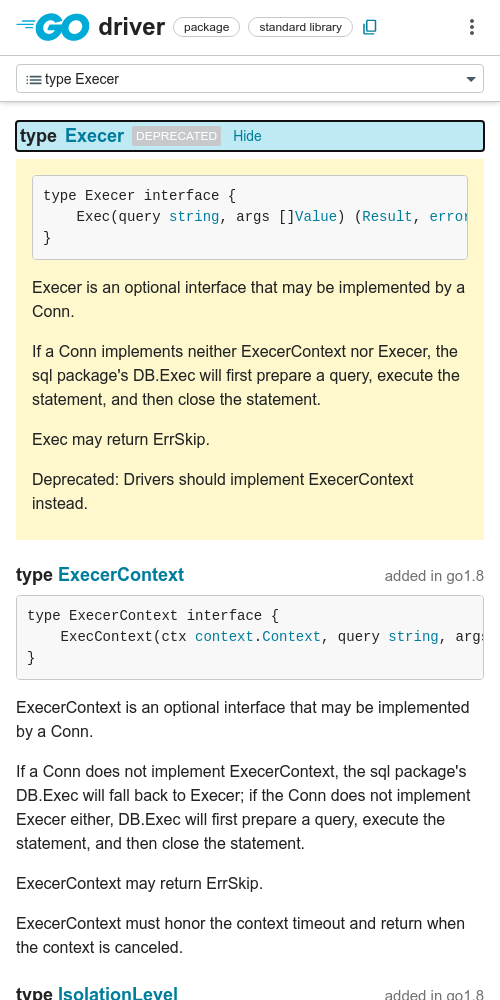 GO driver package standard library
type Execer
type Execer DEPRECATED Hide
type Execer interface {
    Exec(query string, args []Value) (Result, error
}
Execer is an optional interface that may be implemented by a
Conn.
If a Conn implements neither ExecerContext nor Execer, the
sql package's DB.Exec will first prepare a query, execute the
statement, and then close the statement.
Exec may return ErrSkip.
Deprecated: Drivers should implement ExecerContext
instead.
type ExecerContext added in go1.8
type ExecerContext interface {
    ExecContext(ctx context.Context, query string, args
}
ExecerContext is an optional interface that may be implemented
by a Conn.
If a Conn does not implement ExecerContext, the sql package's
DB.Exec will fall back to Execer; if the Conn does not implement
Execer either, DB.Exec will first prepare a query, execute the
statement, and then close the statement.
ExecerContext may return ErrSkip.
ExecerContext must honor the context timeout and return when
the context is canceled.
type IsolationLevel added in go1.8